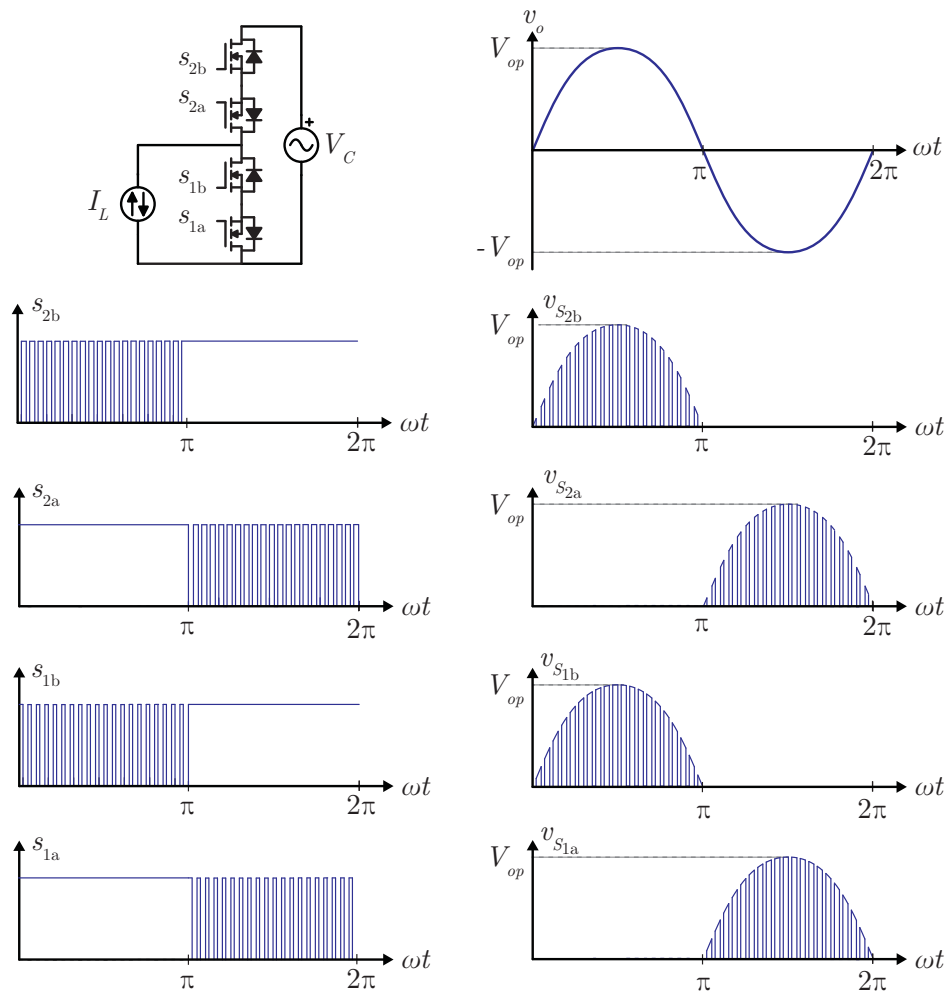 s2b
s2a
s1b
s1a
IL
+
VC
vo
Vop
-Vop
π
2π
ωt
s2b
π
2π
ωt
vS2b
Vop
π
2π
ωt
s2a
π
2π
ωt
vS2a
Vop
π
2π
ωt
s1b
π
2π
ωt
vS1b
Vop
π
2π
ωt
s1a
π
2π
ωt
vS1a
Vop
π
2π
ωt